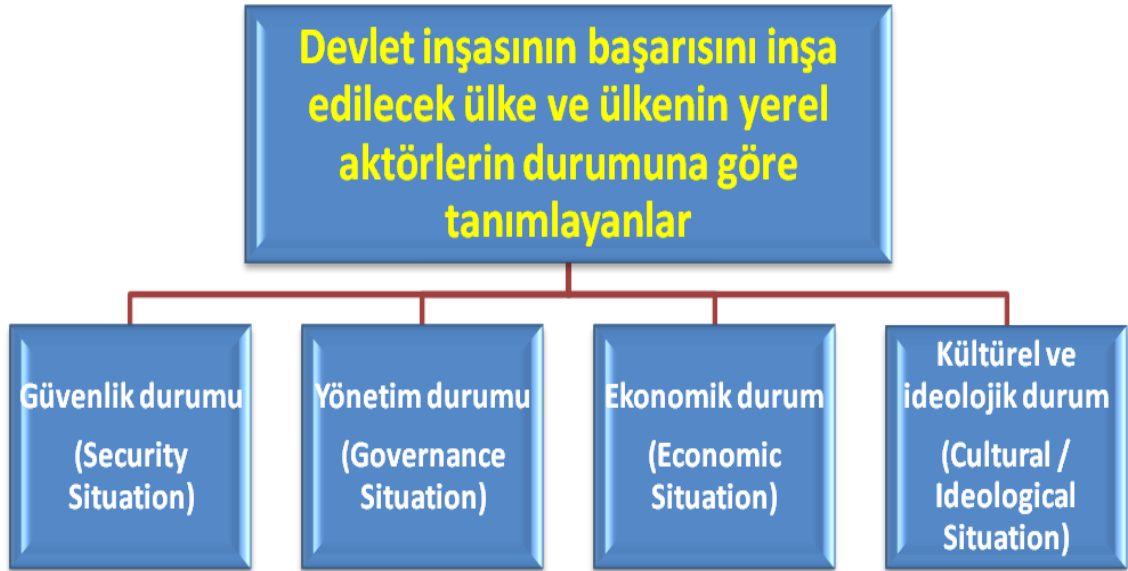 Devlet inşasının başarısını inşa
edilecek ülke ve ülkenin yerel
aktörlerin durumuna göre
tanımlayanlar
Güvenlik durumu
(Security
Situation)
Yönetim durumu
(Governance
Situation)
Ekonomik durum
(Economic
Situation)
Kültürel ve
ideolojik durum
(Cultural /
Ideological
Situation)